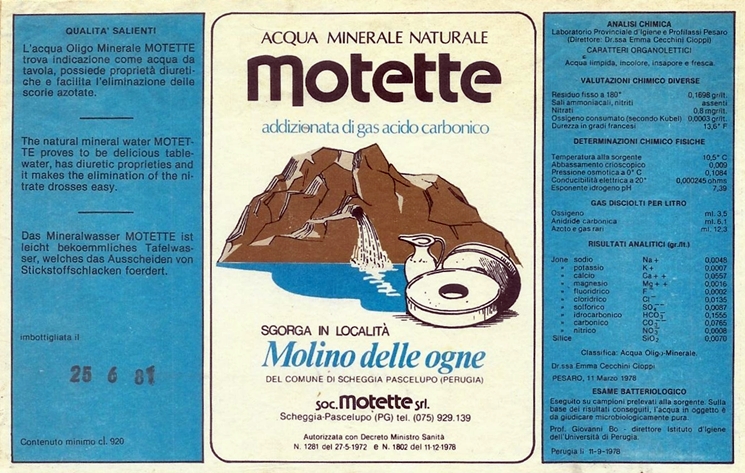 QUALITA' SALIENTI
L'acqua Oligo Minerale MOTETTE
trova indicazione come acqua da
tavola, possiede proprietà diureti-
che e facilita l'eliminazione delle
scorie azotate.
The natural mineral water MOTET-
TE proves to be delicious table-
water, has diuretic proprieties and
it makes the elimination of the ni-
trate drosses easy.
Das Mineralwasser MOTETTE ist
leicht bekoemmliches Tafelwas-
ser, welches das Ausscheiden von
Stickstoffschlacken foerdert.
imbottigliata il
25 6 81
Contenuto minimo cl. 920
ACQUA MINERALE NATURALE
motette
addizionata di gas acido carbonico
SGORGA IN LOCALITÀ
Molino delle ogne
DEL COMUNE DI SCHEGGIA PASCELUPO (PERUGIA)
soc. motette srl.
Scheggia-Pascelupo (PG) tel. (075) 929.139
Autorizzata con Decreto Ministro Sanità
N. 1281 del 27-5-1972 e N. 1802 del 11-12-1978
ANALISI CHIMICA
Laboratorio Provinciale d'Igiene e Profilassi Pesaro
(Direttore: Dr.ssa Emma Cecchini Cioppi)
CARATTERI ORGANOLETTICI
Acqua limpida, incolore, insapore e fresca.
VALUTAZIONI CHIMICO DIVERSE
Residuo fisso a 180° 0,1698 gr/lt.
Sali ammoniacali, nitriti assenti
Nitrati 0,8 mgr/lt.
Ossigeno consumato (secondo Kubel) 0,0003 gr/lt.
Durezza in gradi francesi 13,6° F
DETERMINAZIONI CHIMICO FISICHE
Temperatura alla sorgente 10,5° C
Abbassamento crioscopico 0,009
Pressione osmotica a 0° C 0,1084
Conducibilità elettrica a 20° 0,000245 ohms
Esponente idrogeno pH 7,39
GAS DISCIOLTI PER LITRO
Ossigeno ml. 3,5
Anidride carbonica ml. 6,1
Azoto e gas rari ml. 12,3
RISULTATI ANALITICI (gr./lt.)
Jone sodio Na + 0,0048
" potassio K + 0,0007
" calcio Ca + + 0,0557
" magnesio Mg + + 0,0016
" fluoridrico F⁻ 0,0002
" cloridrico Cl⁻ 0,0135
" solforico SO₄⁻⁻ 0,0087
" idrocarbonico HCO₃⁻ 0,1555
" carbonico CO₃⁻⁻ 0,0765
" nitrico NO₃⁻ 0,0008
Silice SiO₂ 0,0070
Classifica: Acqua Oligo-Minerale.
Dr.ssa Emma Cecchini Cioppi
PESARO, 11 Marzo 1978
ESAME BATTERIOLOGICO
Eseguito su campioni prelevati alla sorgente. Sulla
base dei risultati conseguiti, l'acqua in oggetto è
da giudicare microbiologicamente pura.
Prof. Giovanni Bo - direttore Istituto d'Igiene
dell'Università di Perugia.
Perugia lì 11-9-1978